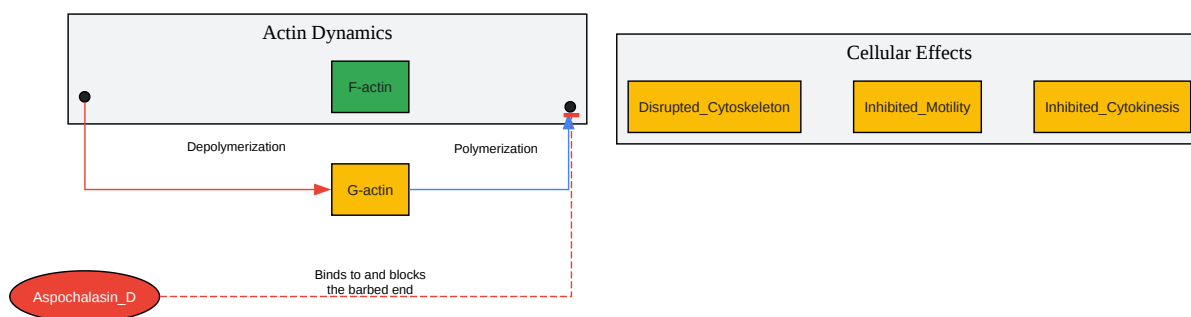 Actin Dynamics
F-actin
Depolymerization
Polymerization
G-actin
Binds to and blocks
the barbed end
Aspochalasin_D
Cellular Effects
Disrupted_Cytoskeleton
Inhibited_Motility
Inhibited_Cytokinesis